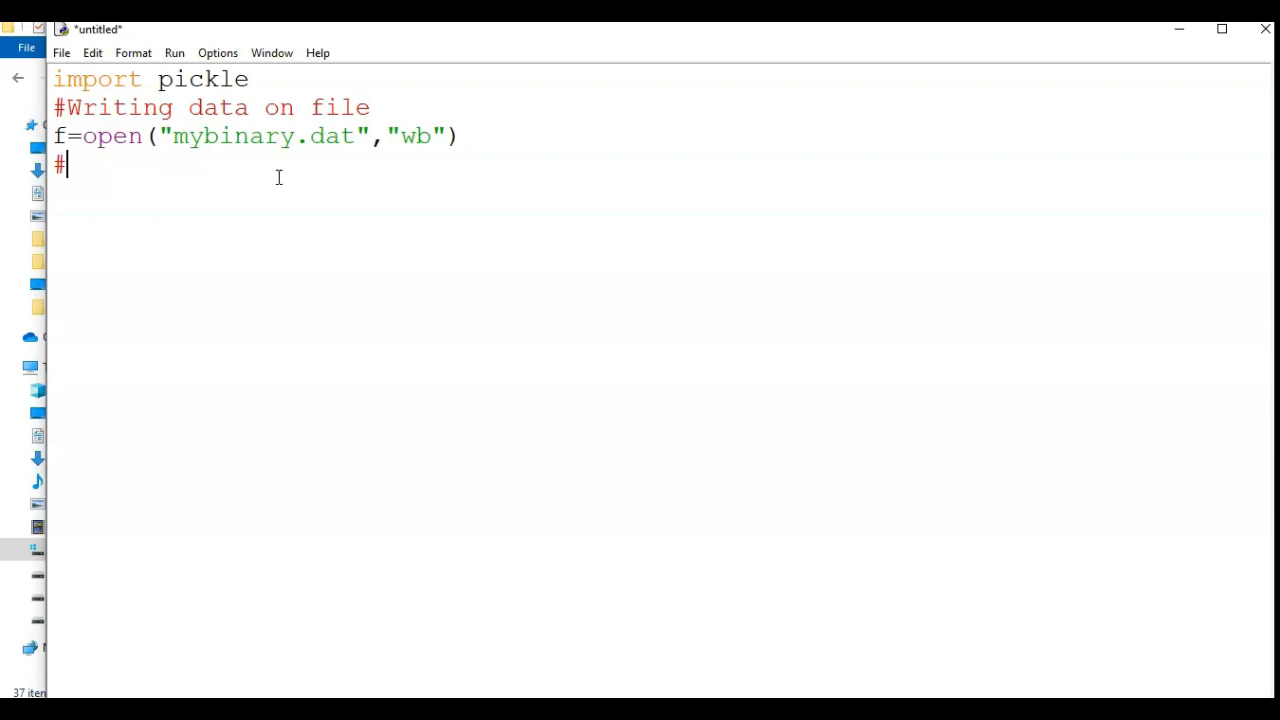 *untitled*
File
File Edit Format Run Options Window Help
import pickle
#Writing data on file
f=open("mybinary.dat","wb")
#
37 iten